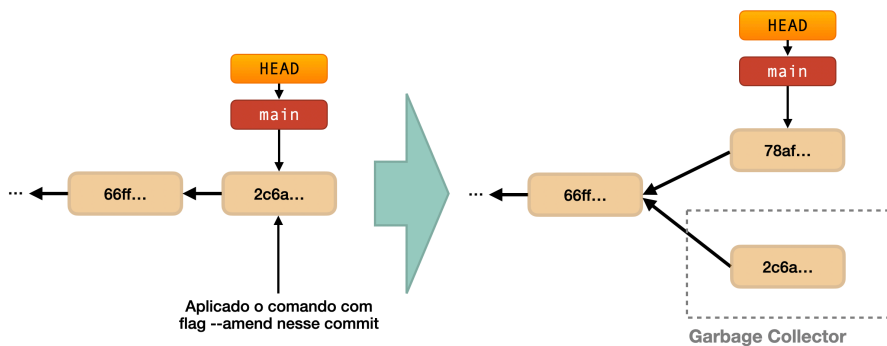 HEAD
main
...
66ff...
2c6a...
Aplicado o comando com
flag --amend nesse commit
HEAD
main
78af...
...
66ff...
2c6a...
Garbage Collector